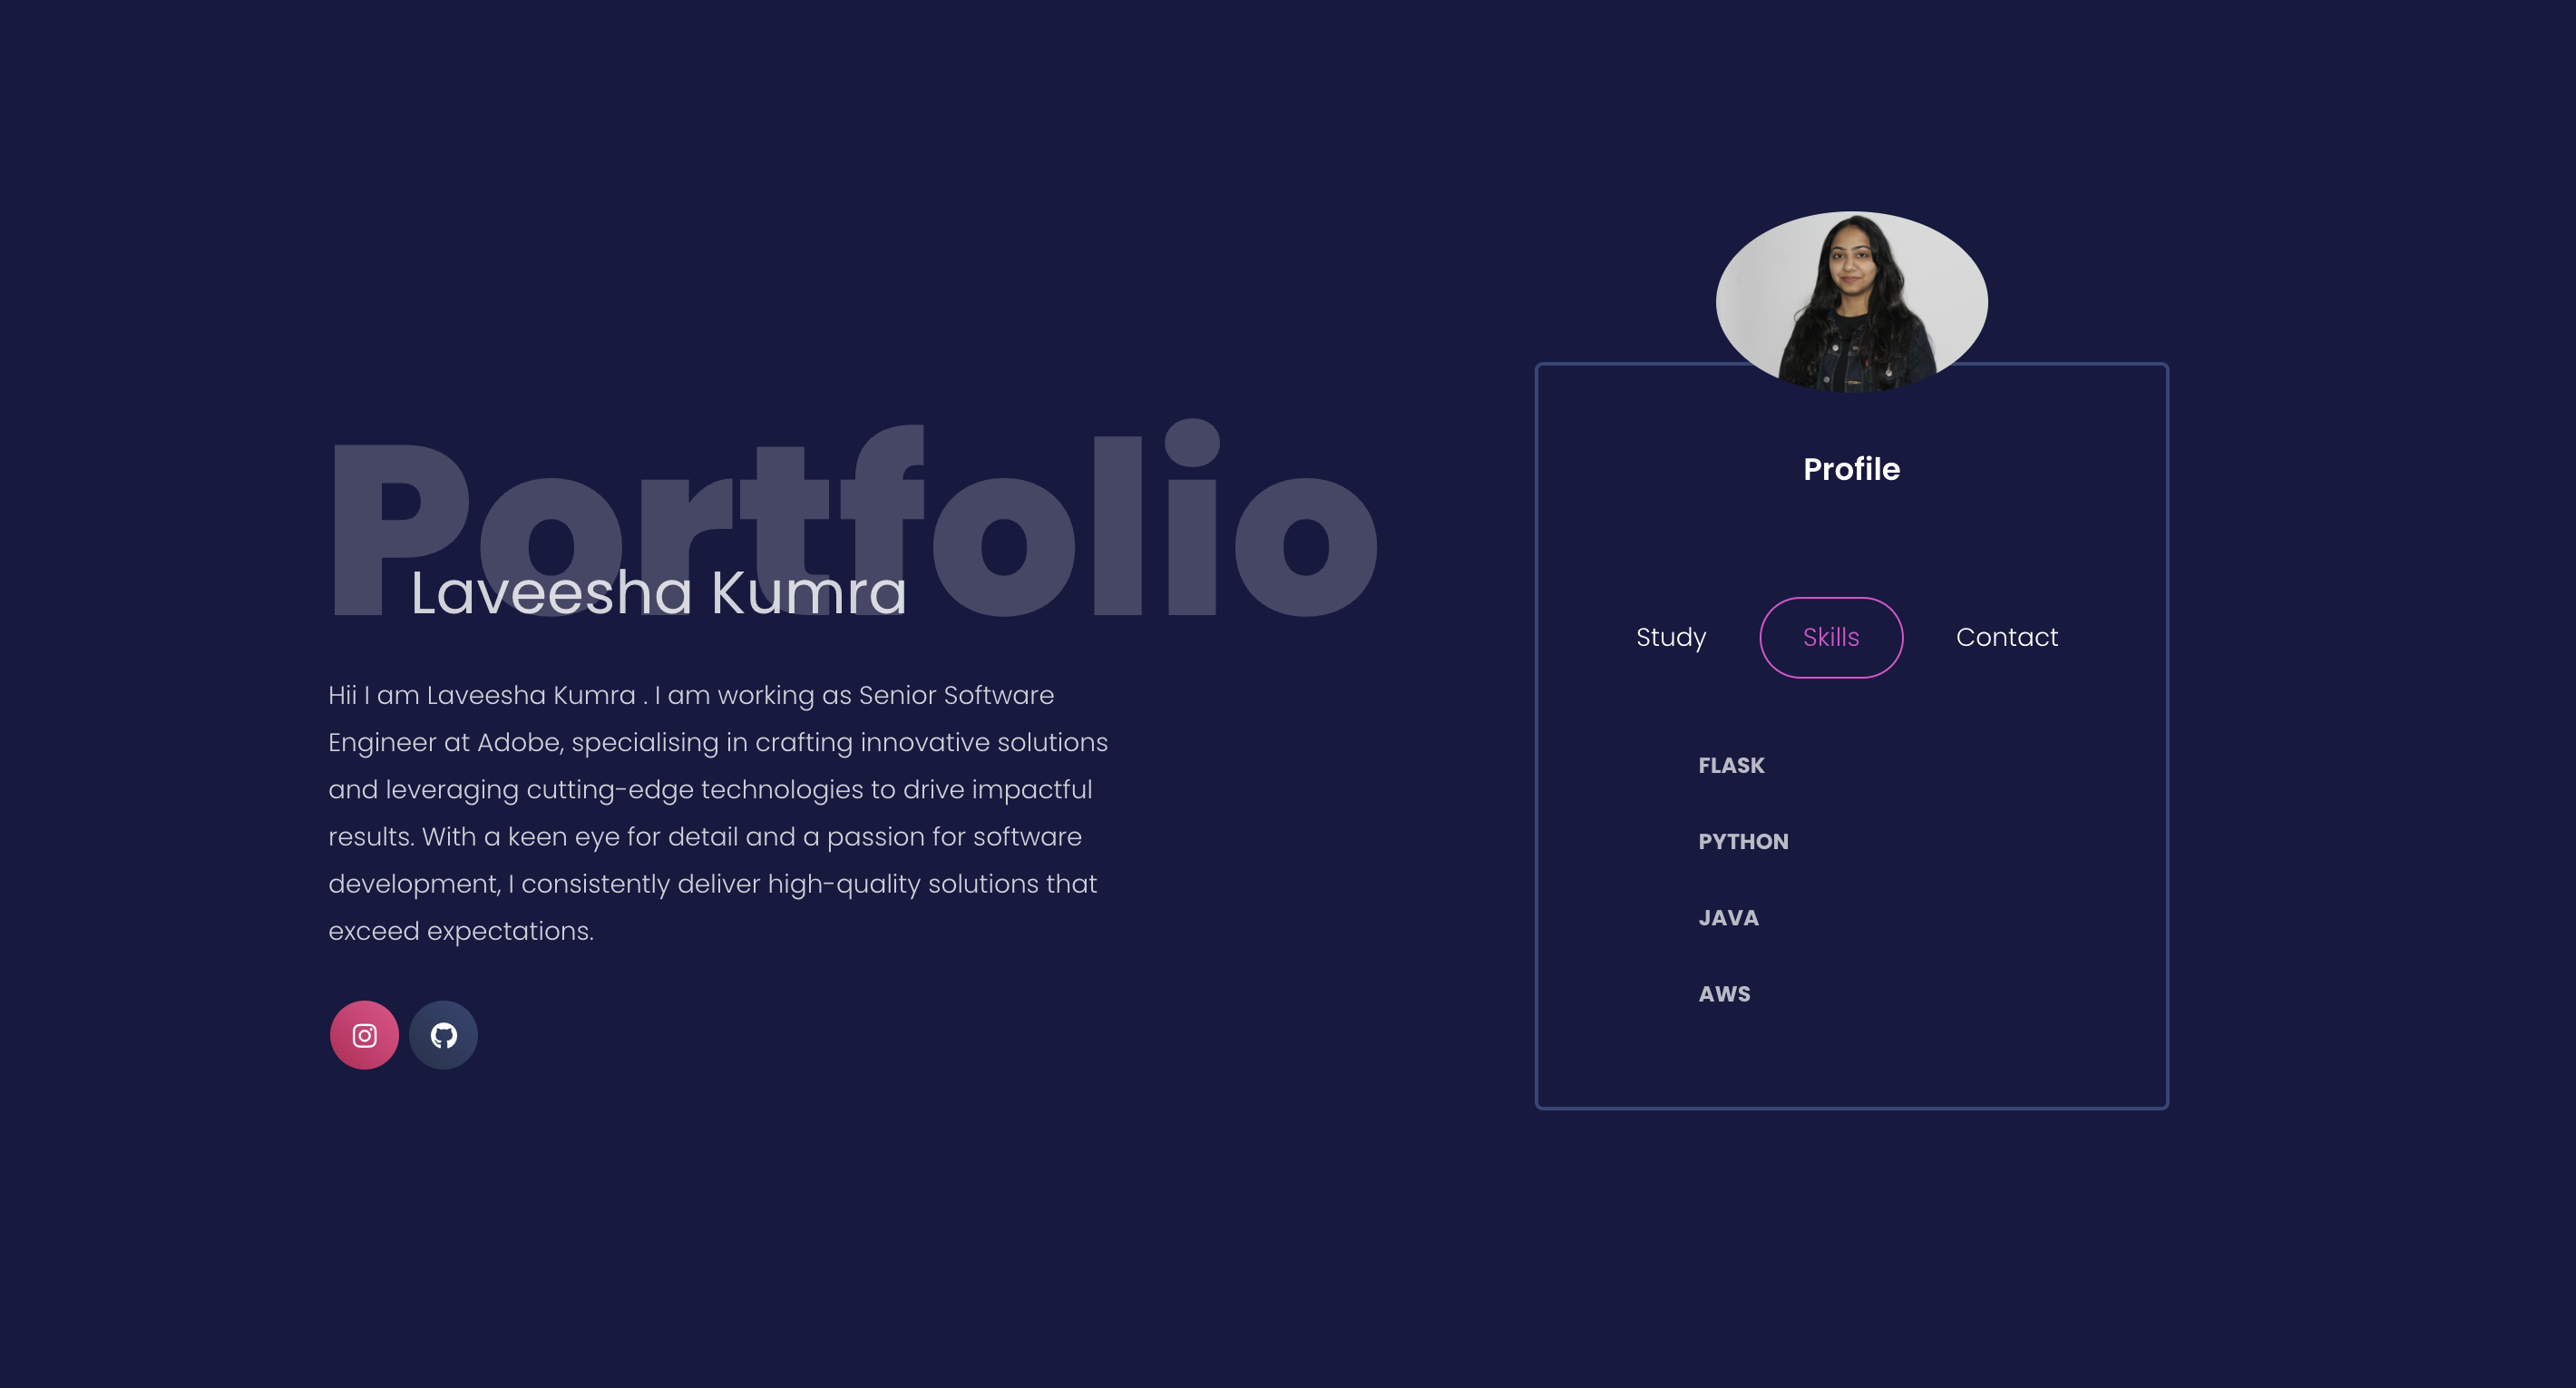 Portfolio
Laveesha Kumra
Hii I am Laveesha Kumra . I am working as Senior Software
Engineer at Adobe, specialising in crafting innovative solutions
and leveraging cutting-edge technologies to drive impactful
results. With a keen eye for detail and a passion for software
development, I consistently deliver high-quality solutions that
exceed expectations.
Profile
Study Skills Contact
FLASK
PYTHON
JAVA
AWS